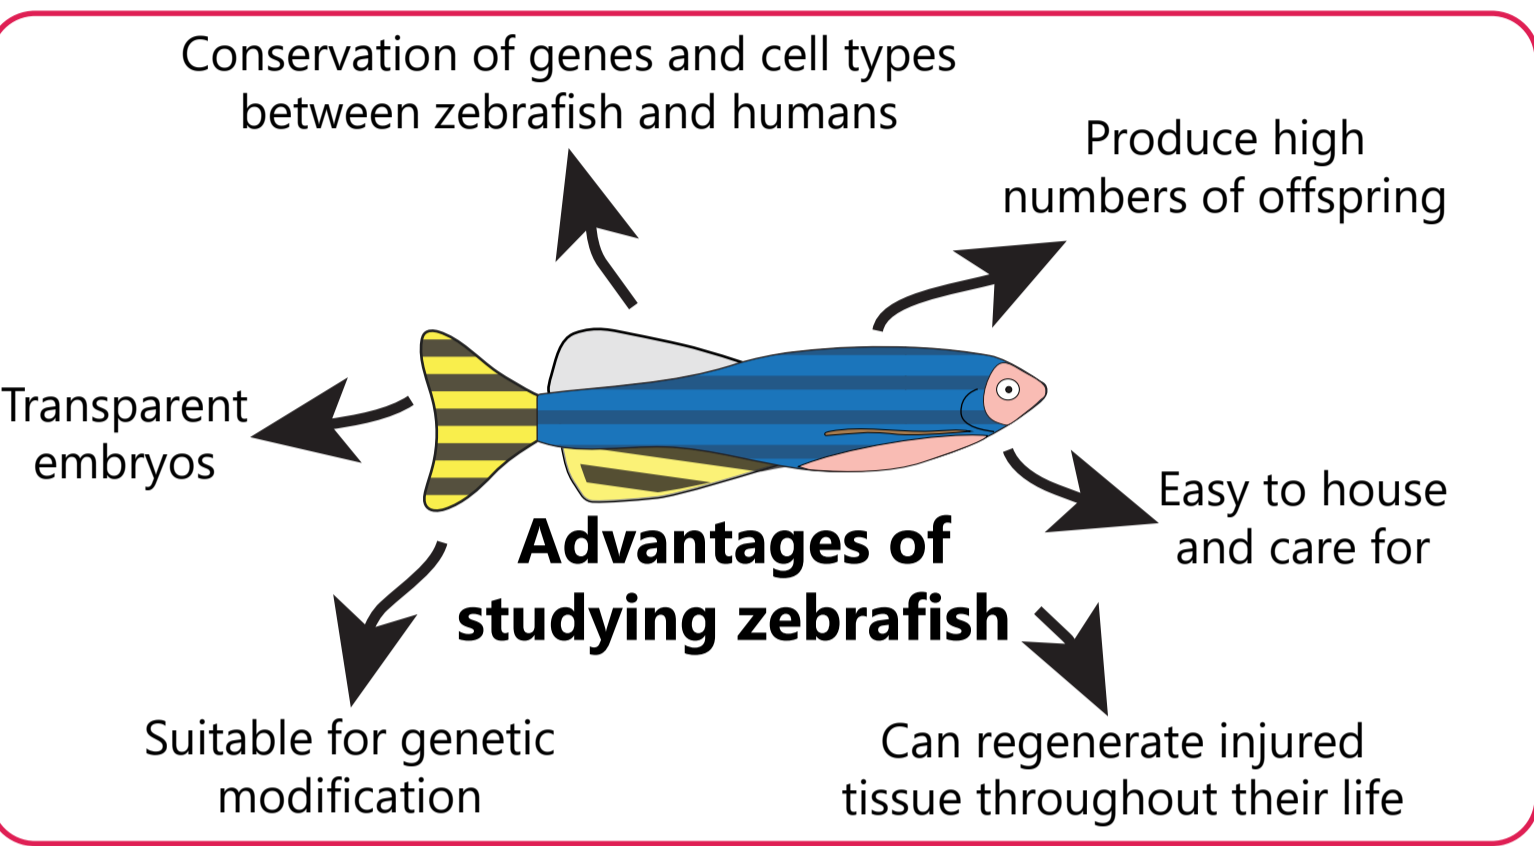 Conservation of genes and cell types
between zebrafish and humans
Produce high
numbers of offspring
Transparent
embryos
Easy to house
and care for
Advantages of
studying zebrafish
Suitable for genetic
modification
Can regenerate injured
tissue throughout their life